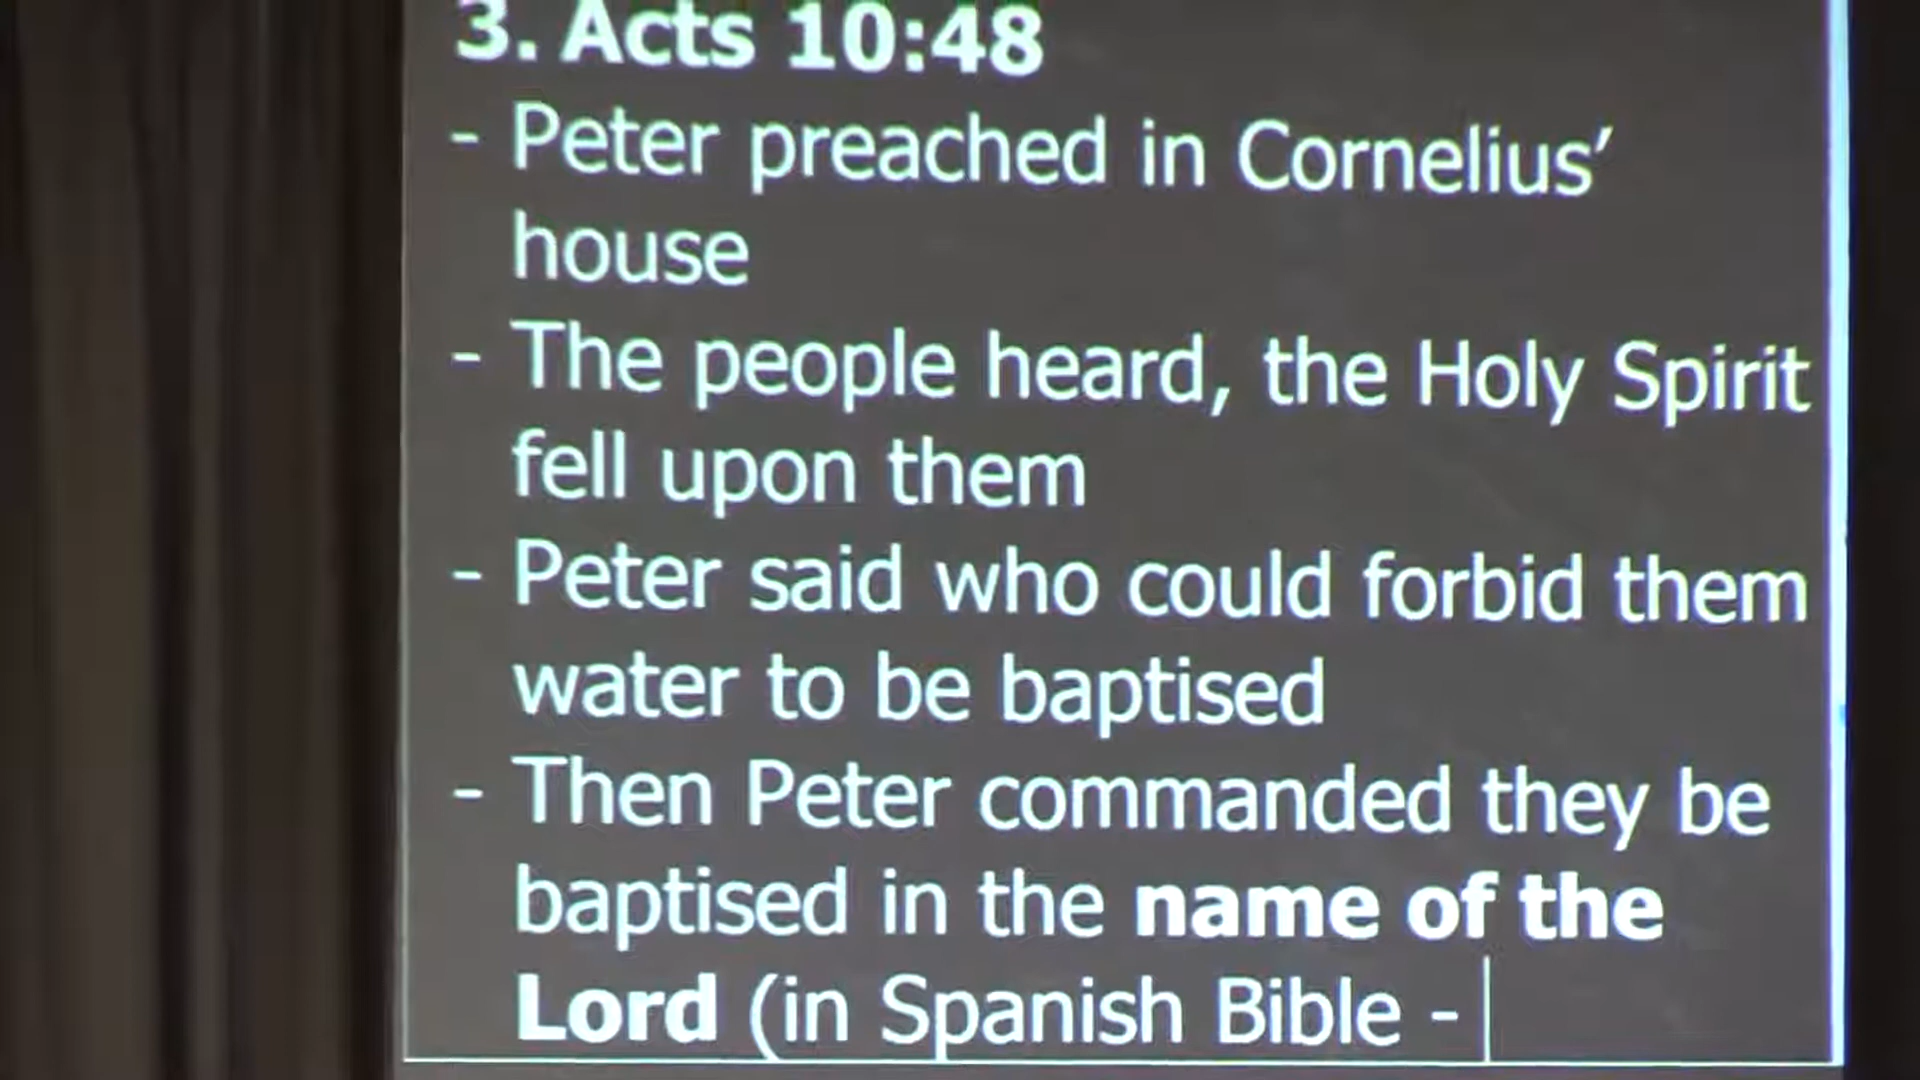 3. Acts 10:48
- Peter preached in Cornelius’
house
- The people heard, the Holy Spirit
fell upon them
- Peter said who could forbid them
water to be baptised
- Then Peter commanded they be
baptised in the name of the
Lord (in Spanish Bible -